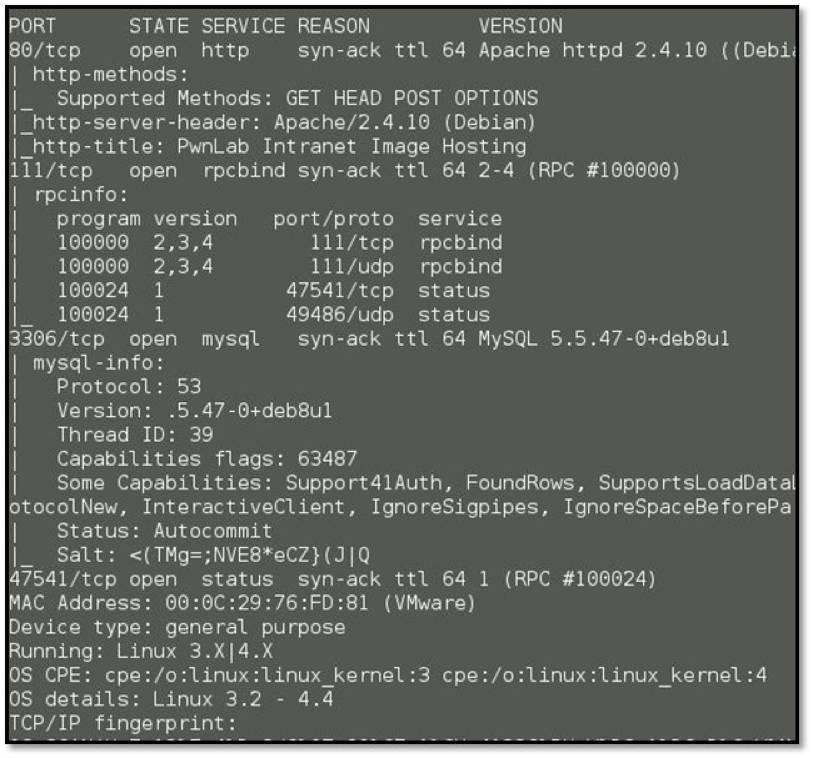 PORT      STATE SERVICE REASON         VERSION
80/tcp    open  http    syn-ack ttl 64 Apache httpd 2.4.10 ((Debia
| http-methods:
|_  Supported Methods: GET HEAD POST OPTIONS
|_http-server-header: Apache/2.4.10 (Debian)
|_http-title: PwnLab Intranet Image Hosting
111/tcp   open  rpcbind syn-ack ttl 64 2-4 (RPC #100000)
| rpcinfo:
|   program version   port/proto  service
|   100000  2,3,4        111/tcp  rpcbind
|   100000  2,3,4        111/udp  rpcbind
|   100024  1          47541/tcp  status
|_  100024  1          49486/udp  status
3306/tcp  open  mysql   syn-ack ttl 64 MySQL 5.5.47-0+deb8u1
| mysql-info:
|   Protocol: 53
|   Version: .5.47-0+deb8u1
|   Thread ID: 39
|   Capabilities flags: 63487
|   Some Capabilities: Support41Auth, FoundRows, SupportsLoadDataL
otocolNew, InteractiveClient, IgnoreSigpipes, IgnoreSpaceBeforePa
|   Status: Autocommit
|_  Salt: <(TMg=;NVE8*eCZ}(J|Q
47541/tcp open  status  syn-ack ttl 64 1 (RPC #100024)
MAC Address: 00:0C:29:76:FD:81 (VMware)
Device type: general purpose
Running: Linux 3.X|4.X
OS CPE: cpe:/o:linux:linux_kernel:3 cpe:/o:linux:linux_kernel:4
OS details: Linux 3.2 - 4.4
TCP/IP fingerprint: